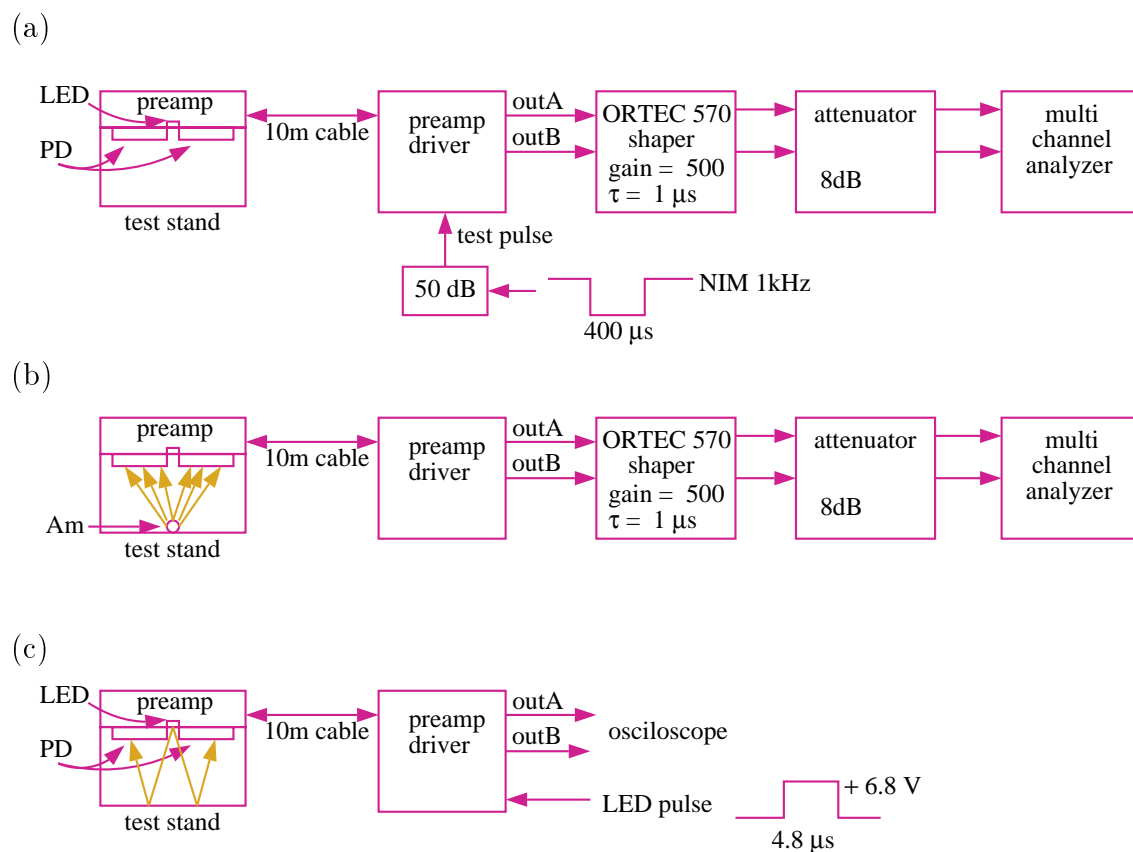 (a)
LED
preamp
PD
test stand
10m cable
preamp
driver
outA
outB
ORTEC 570
shaper
gain = 500
τ = 1 μs
attenuator
8dB
multi
channel
analyzer
test pulse
50 dB
NIM 1kHz
400 μs
(b)
preamp
Am
test stand
10m cable
preamp
driver
outA
outB
ORTEC 570
shaper
gain = 500
τ = 1 μs
attenuator
8dB
multi
channel
analyzer
(c)
LED
preamp
PD
test stand
10m cable
preamp
driver
outA
outB
osciloscope
LED pulse
+ 6.8 V
4.8 μs